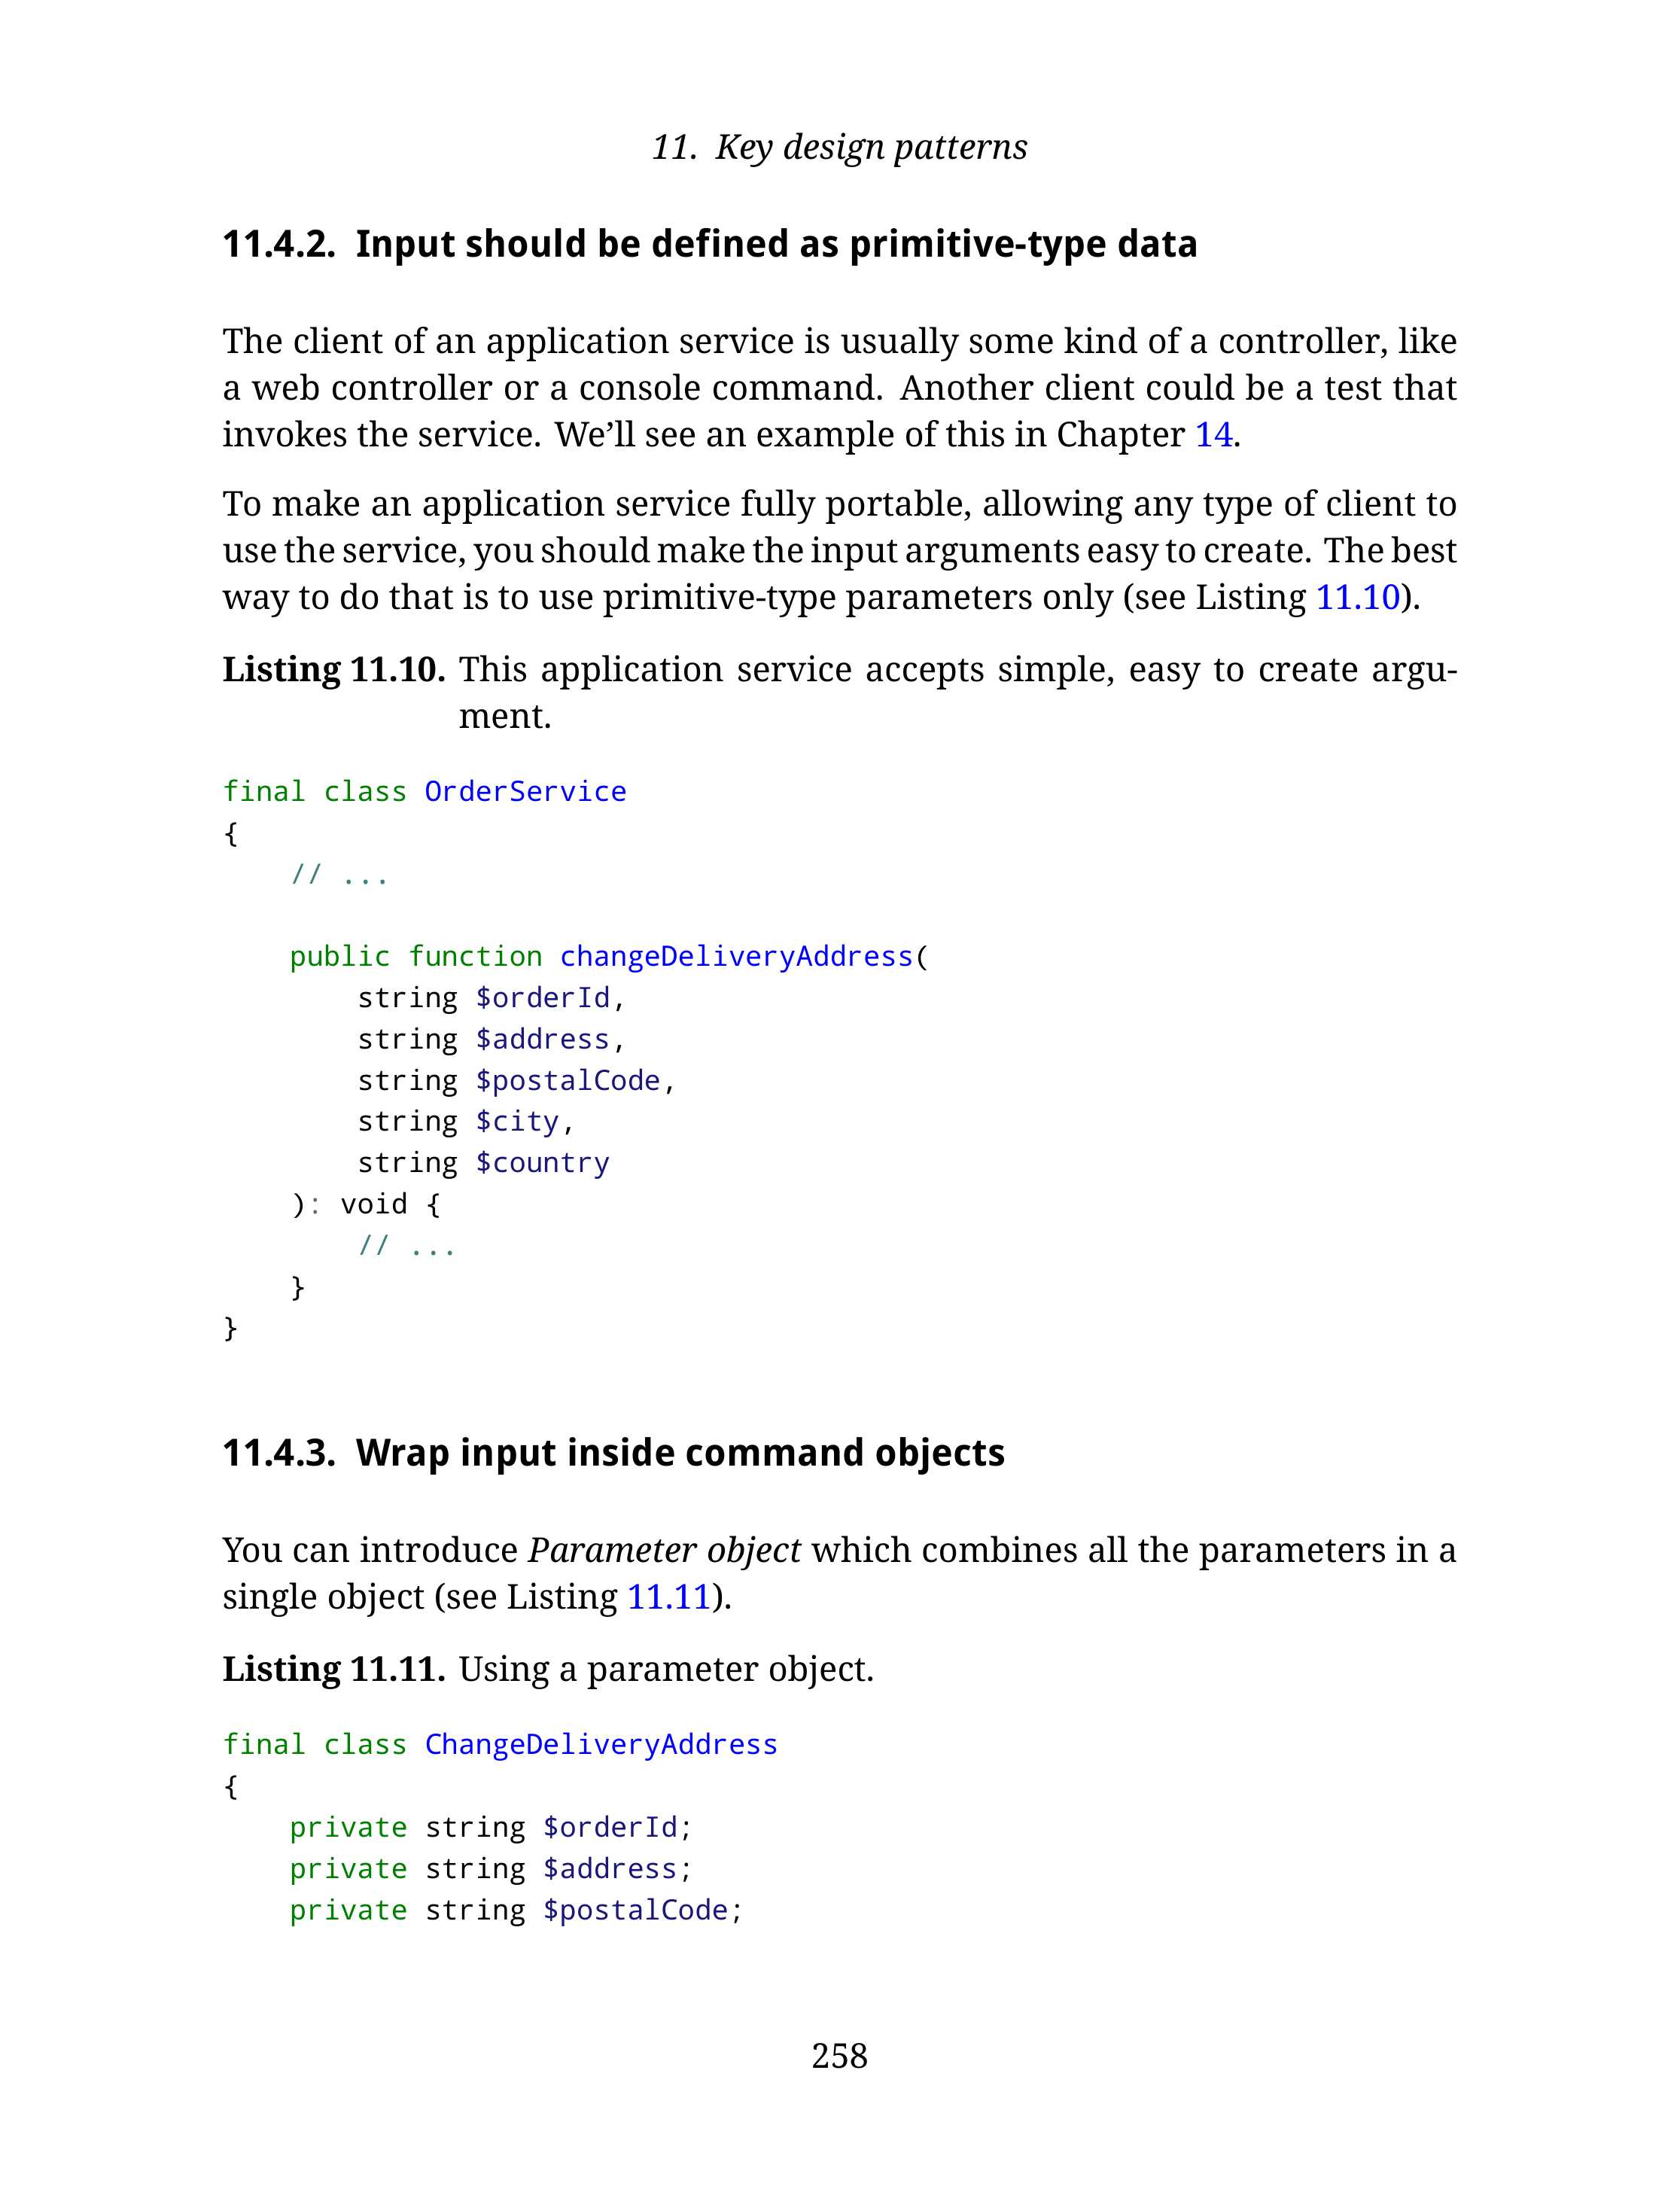 11. Key design patterns
11.4.2. Input should be defined as primitive-type data
The client of an application service is usually some kind of a controller, like
a web controller or a console command. Another client could be a test that
invokes the service. We’ll see an example of this in Chapter 14.
To make an application service fully portable, allowing any type of client to
use the service, you should make the input arguments easy to create. The best
way to do that is to use primitive-type parameters only (see Listing 11.10).
Listing 11.10. This application service accepts simple, easy to create argu-
ment.
final class OrderService
{
    // ...
    public function changeDeliveryAddress(
        string $orderId,
        string $address,
        string $postalCode,
        string $city,
        string $country
    ): void {
        // ...
    }
}
11.4.3. Wrap input inside command objects
You can introduce Parameter object which combines all the parameters in a
single object (see Listing 11.11).
Listing 11.11. Using a parameter object.
final class ChangeDeliveryAddress
{
    private string $orderId;
    private string $address;
    private string $postalCode;
258